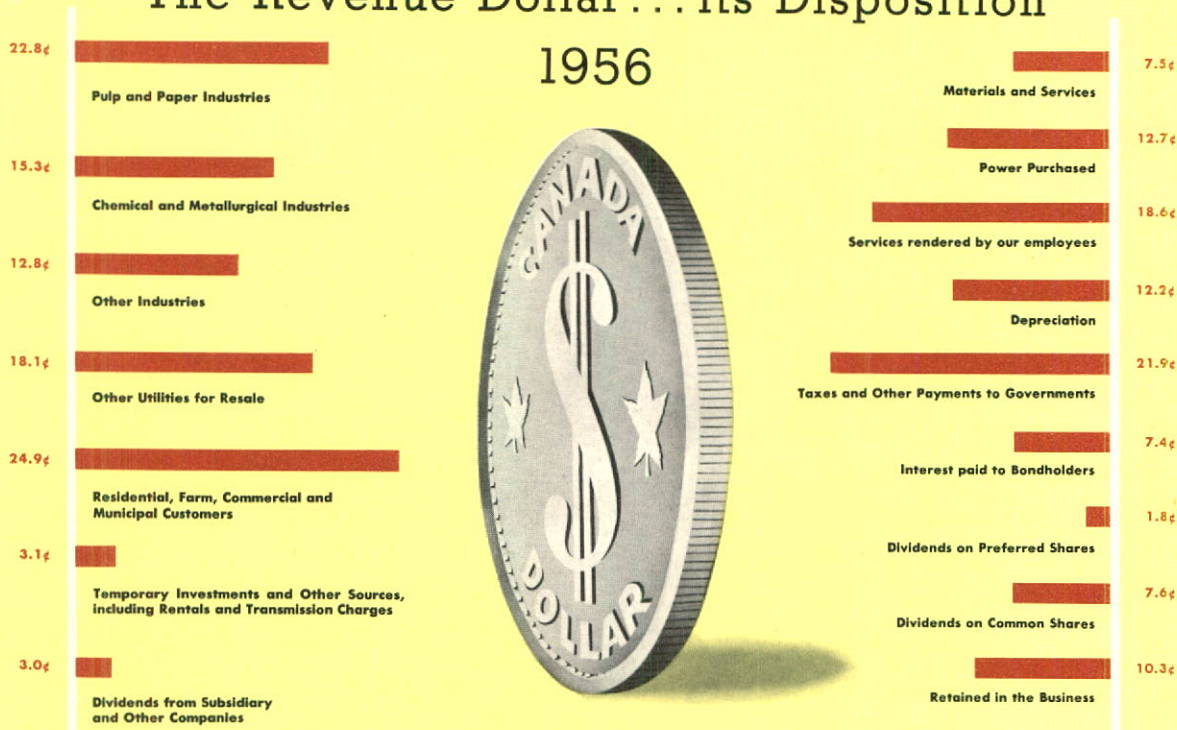 The Revenue Dollar... Its Disposition
1956
22.8¢
Pulp and Paper Industries
15.3¢
Chemical and Metallurgical Industries
12.8¢
Other Industries
18.1¢
Other Utilities for Resale
24.9¢
Residential, Farm, Commercial and
Municipal Customers
3.1¢
Temporary Investments and Other Sources,
including Rentals and Transmission Charges
3.0¢
Dividends from Subsidiary
and Other Companies
CANADA
DOLLAR
7.5¢
Materials and Services
12.7¢
Power Purchased
18.6¢
Services rendered by our employees
12.2¢
Depreciation
21.9¢
Taxes and Other Payments to Governments
7.4¢
Interest paid to Bondholders
1.8¢
Dividends on Preferred Shares
7.6¢
Dividends on Common Shares
10.3¢
Retained in the Business